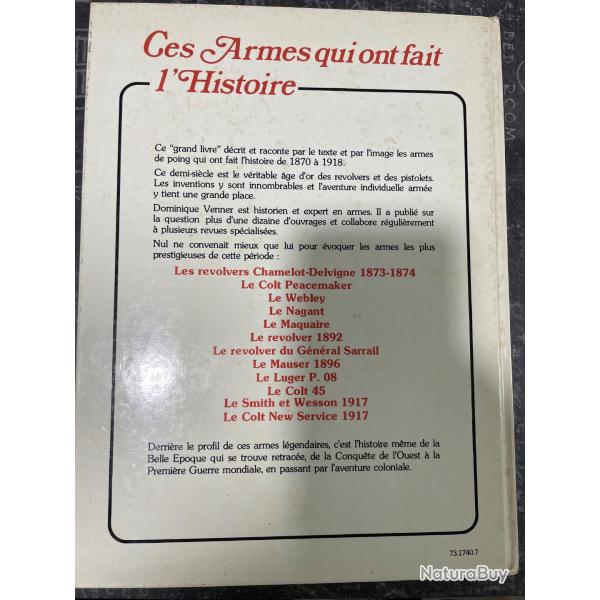 Ces Armes qui ont fait
l'Histoire
Ce "grand livre" décrit et raconte par le texte et par l'image les armes
de poing qui ont fait l'histoire de 1870 à 1918.
Ce demi-siècle est le véritable âge d'or des revolvers et des pistolets.
Les inventions y sont innombrables et l'aventure individuelle armée
y tient une grande place.
Dominique Venner est historien et expert en armes. Il a publié sur
la question plus d'une dizaine d'ouvrages et collabore régulièrement
à plusieurs revues spécialisées.
Nul ne convenait mieux que lui pour évoquer les armes les plus
prestigieuses de cette période :
Les revolvers Chamelot-Delvigne 1873-1874
Le Colt Peacemaker
Le Webley
Le Nagant
Le Maquaire
Le revolver 1892
Le revolver du Général Sarrail
Le Mauser 1896
Le Luger P. 08
Le Colt 45
Le Smith et Wesson 1917
Le Colt New Service 1917
Derrière le profil de ces armes légendaires, c'est l'histoire même de la
Belle Epoque qui se trouve retracée, de la Conquête de l'Ouest à la
Première Guerre mondiale, en passant par l'aventure coloniale.
73.1740.7
NaturaBuy